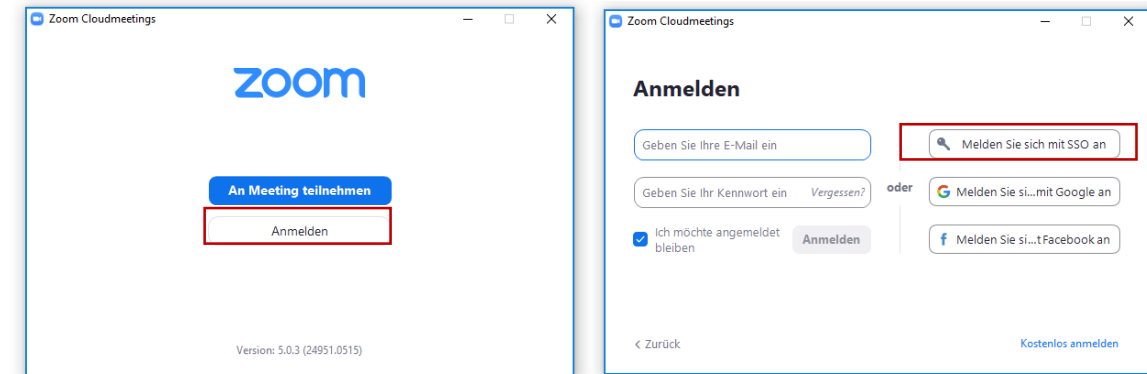 Zoom Cloudmeetings
zoom
An Meeting teilnehmen
Anmelden
Version: 5.0.3 (24951.0515)
Zoom Cloudmeetings
Anmelden
Geben Sie Ihre E-Mail ein
Geben Sie Ihr Kennwort ein Vergessen?
Ich möchte angemeldet
bleiben
Anmelden
oder
Melden Sie sich mit SSO an
Melden Sie si...mit Google an
Melden Sie si...t Facebook an
< Zurück
Kostenlos anmelden